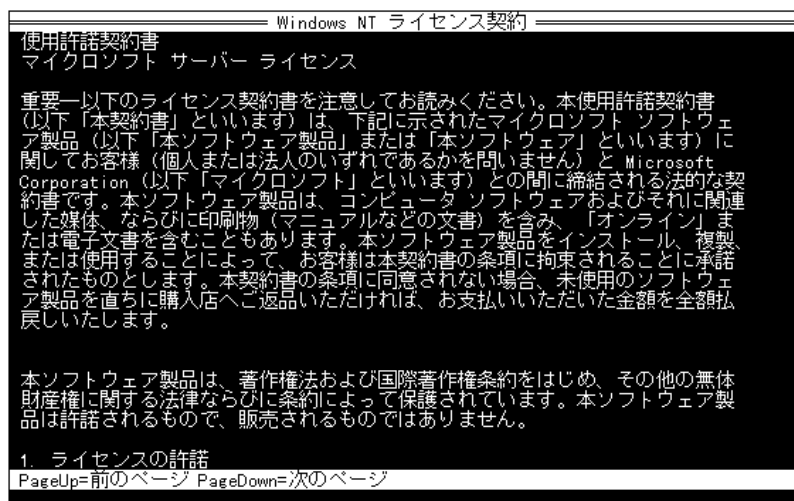 Windows NT ライセンス契約
使用許諾契約書
マイクロソフト サーバー ライセンス
重要―以下のライセンス契約書を注意してお読みください。本使用許諾契約書
(以下「本契約書」といいます) は、下記に示されたマイクロソフト ソフトウェ
ア製品 (以下「本ソフトウェア製品」または「本ソフトウェア」といいます) に
関してお客様 (個人または法人のいずれであるかを問いません) と Microsoft
Corporation (以下「マイクロソフト」といいます) との間に締結される法的な契
約書です。本ソフトウェア製品は、コンピュータ ソフトウェアおよびそれに関連
した媒体、ならびに印刷物 (マニュアルなどの文書) を含み、「オンライン」ま
たは電子文書を含むこともあります。本ソフトウェア製品をインストール、複製、
または使用することによって、お客様は本契約書の条項に拘束されることに承諾
されたものとします。本契約書の条項に同意されない場合、未使用のソフトウェ
ア製品を直ちに購入店へご返品いただければ、お支払いいただいた金額を全額払
戻しいたします。
本ソフトウェア製品は、著作権法および国際著作権条約をはじめ、その他の無体
財産権に関する法律ならびに条約によって保護されています。本ソフトウェア製
品は許諾されるもので、販売されるものではありません。
1. ライセンスの許諾
PageUp=前のページ PageDown=次のページ